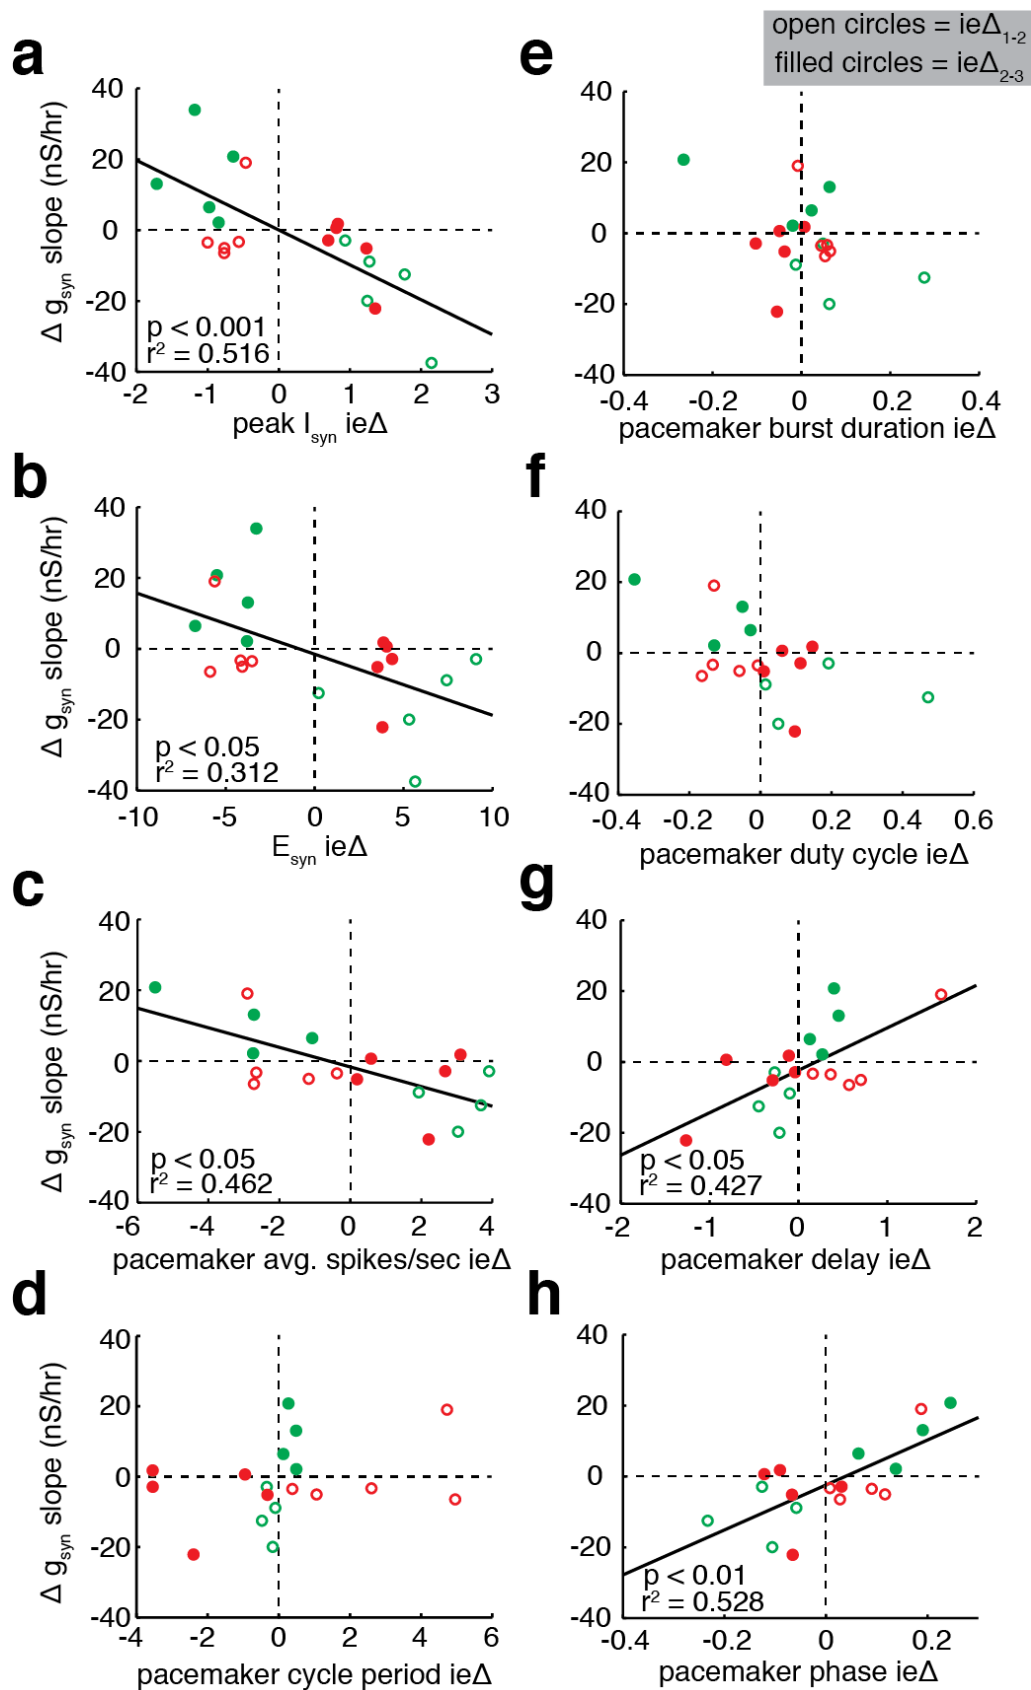 open circles = ieΔ1-2
filled circles = ieΔ2-3
a
40
20
0
-20
-40
Δ gsyn slope (nS/hr)
p < 0.001
r² = 0.516
-2 -1 0 1 2 3
peak Isyn ieΔ
b
40
20
0
-20
-40
Δ gsyn slope (nS/hr)
p < 0.05
r² = 0.312
-10 -5 0 5 10
Esyn ieΔ
c
40
20
0
-20
-40
Δ gsyn slope (nS/hr)
p < 0.05
r² = 0.462
-6 -4 -2 0 2 4
pacemaker avg. spikes/sec ieΔ
d
40
20
0
-20
-40
Δ gsyn slope (nS/hr)
-4 -2 0 2 4 6
pacemaker cycle period ieΔ
e
40
20
0
-20
-40
-0.4 -0.2 0 0.2 0.4
pacemaker burst duration ieΔ
f
40
20
0
-20
-40
-0.4 -0.2 0 0.2 0.4 0.6
pacemaker duty cycle ieΔ
g
40
20
0
-20
-40
p < 0.05
r² = 0.427
-2 -1 0 1 2
pacemaker delay ieΔ
h
40
20
0
-20
-40
p < 0.01
r² = 0.528
-0.4 -0.2 0 0.2
pacemaker phase ieΔ